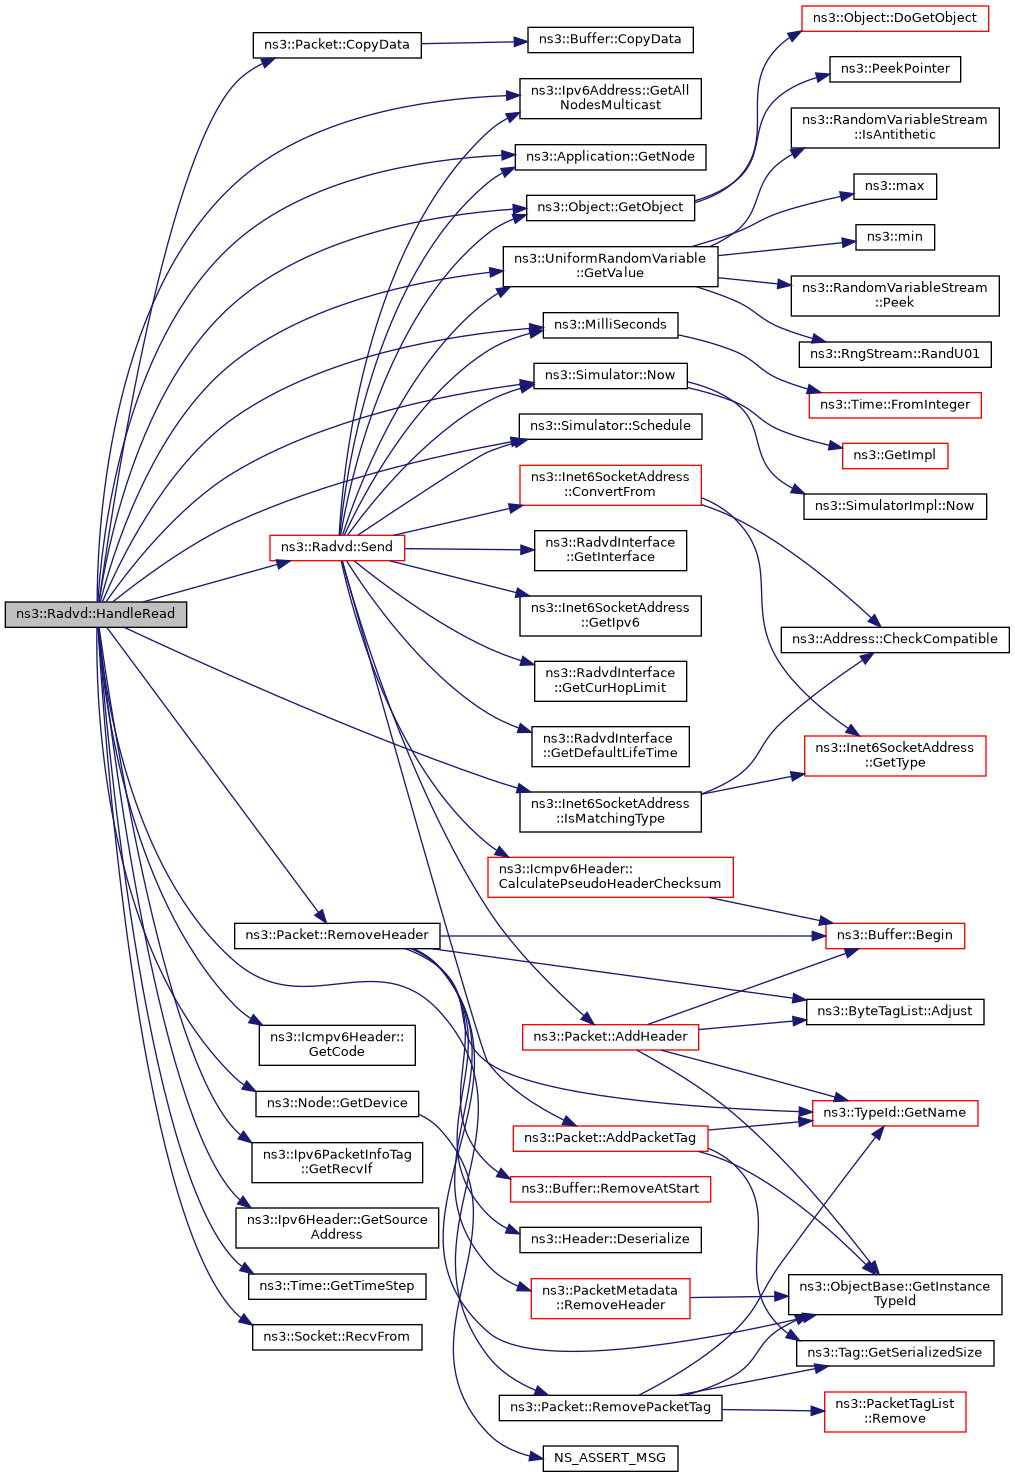 ns3::Radvd::HandleRead
ns3::Packet::CopyData
ns3::Radvd::Send
ns3::Packet::RemoveHeader
ns3::Icmpv6Header::
GetCode
ns3::Node::GetDevice
ns3::Ipv6PacketInfoTag
::GetRecvIf
ns3::Ipv6Header::GetSource
Address
ns3::Time::GetTimeStep
ns3::Socket::RecvFrom
ns3::Buffer::CopyData
ns3::Ipv6Address::GetAll
NodesMulticast
ns3::Application::GetNode
ns3::Object::GetObject
ns3::UniformRandomVariable
::GetValue
ns3::MilliSeconds
ns3::Simulator::Now
ns3::Simulator::Schedule
ns3::Inet6SocketAddress
::ConvertFrom
ns3::RadvdInterface
::GetInterface
ns3::Inet6SocketAddress
::GetIpv6
ns3::RadvdInterface
::GetCurHopLimit
ns3::RadvdInterface
::GetDefaultLifeTime
ns3::Inet6SocketAddress
::IsMatchingType
ns3::Icmpv6Header::
CalculatePseudoHeaderChecksum
ns3::Packet::AddHeader
ns3::Packet::AddPacketTag
ns3::Buffer::RemoveAtStart
ns3::Header::Deserialize
ns3::PacketMetadata
::RemoveHeader
ns3::Packet::RemovePacketTag
NS_ASSERT_MSG
ns3::Object::DoGetObject
ns3::PeekPointer
ns3::RandomVariableStream
::IsAntithetic
ns3::max
ns3::min
ns3::RandomVariableStream
::Peek
ns3::RngStream::RandU01
ns3::Time::FromInteger
ns3::GetImpl
ns3::SimulatorImpl::Now
ns3::Address::CheckCompatible
ns3::Inet6SocketAddress
::GetType
ns3::Buffer::Begin
ns3::ByteTagList::Adjust
ns3::TypeId::GetName
ns3::ObjectBase::GetInstance
TypeId
ns3::Tag::GetSerializedSize
ns3::PacketTagList
::Remove